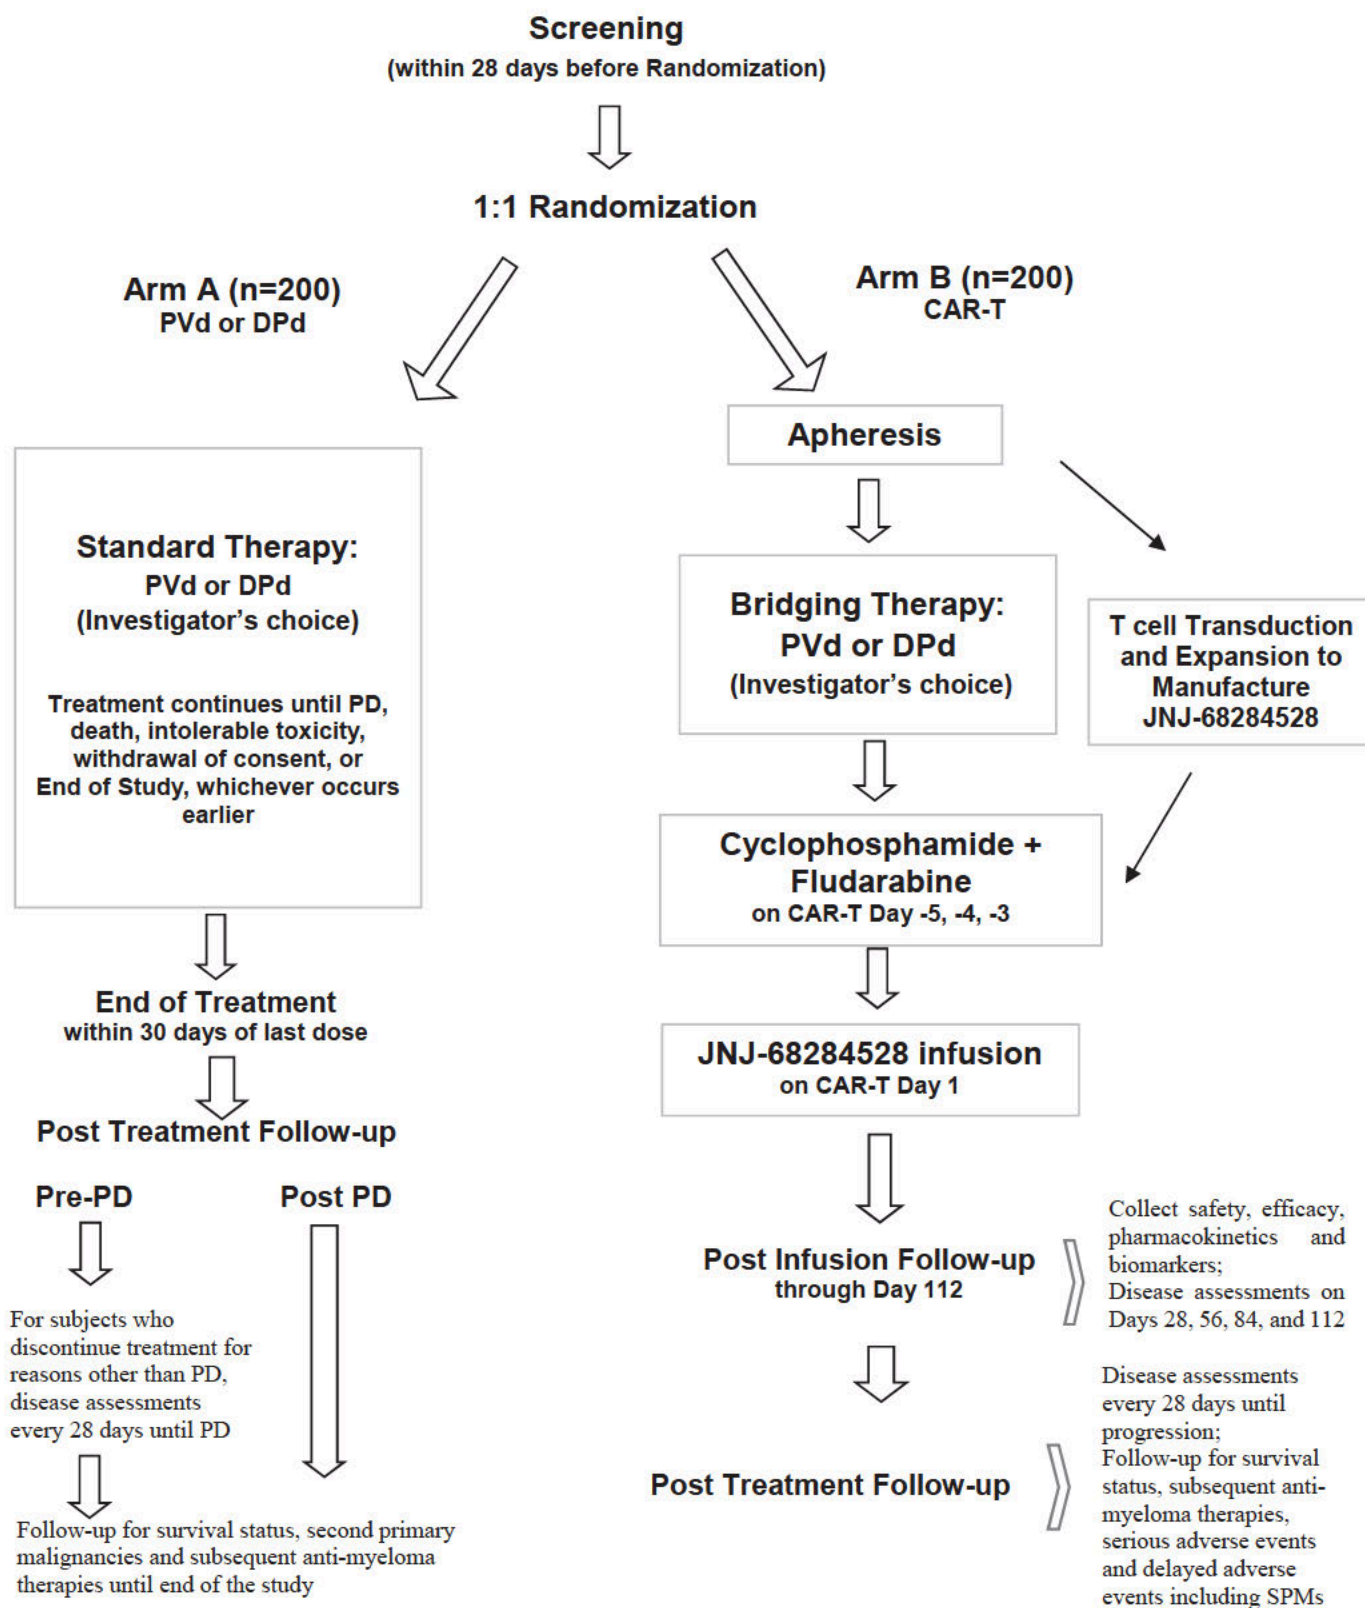 Screening
(within 28 days before Randomization)
1:1 Randomization
Arm A (n=200)
PVd or DPd
Arm B (n=200)
CAR-T
Standard Therapy:
PVd or DPd
(Investigator's choice)
Treatment continues until PD,
death, intolerable toxicity,
withdrawal of consent, or
End of Study, whichever occurs
earlier
End of Treatment
within 30 days of last dose
Post Treatment Follow-up
Pre-PD
Post PD
For subjects who
discontinue treatment for
reasons other than PD,
disease assessments
every 28 days until PD
Follow-up for survival status, second primary
malignancies and subsequent anti-myeloma
therapies until end of the study
Apheresis
Bridging Therapy:
PVd or DPd
(Investigator's choice)
T cell Transduction
and Expansion to
Manufacture
JNJ-68284528
Cyclophosphamide +
Fludarabine
on CAR-T Day -5, -4, -3
JNJ-68284528 infusion
on CAR-T Day 1
Post Infusion Follow-up
through Day 112
Collect safety, efficacy,
pharmacokinetics and
biomarkers;
Disease assessments on
Days 28, 56, 84, and 112
Post Treatment Follow-up
Disease assessments
every 28 days until
progression;
Follow-up for survival
status, subsequent anti-
myeloma therapies,
serious adverse events
and delayed adverse
events including SPMs